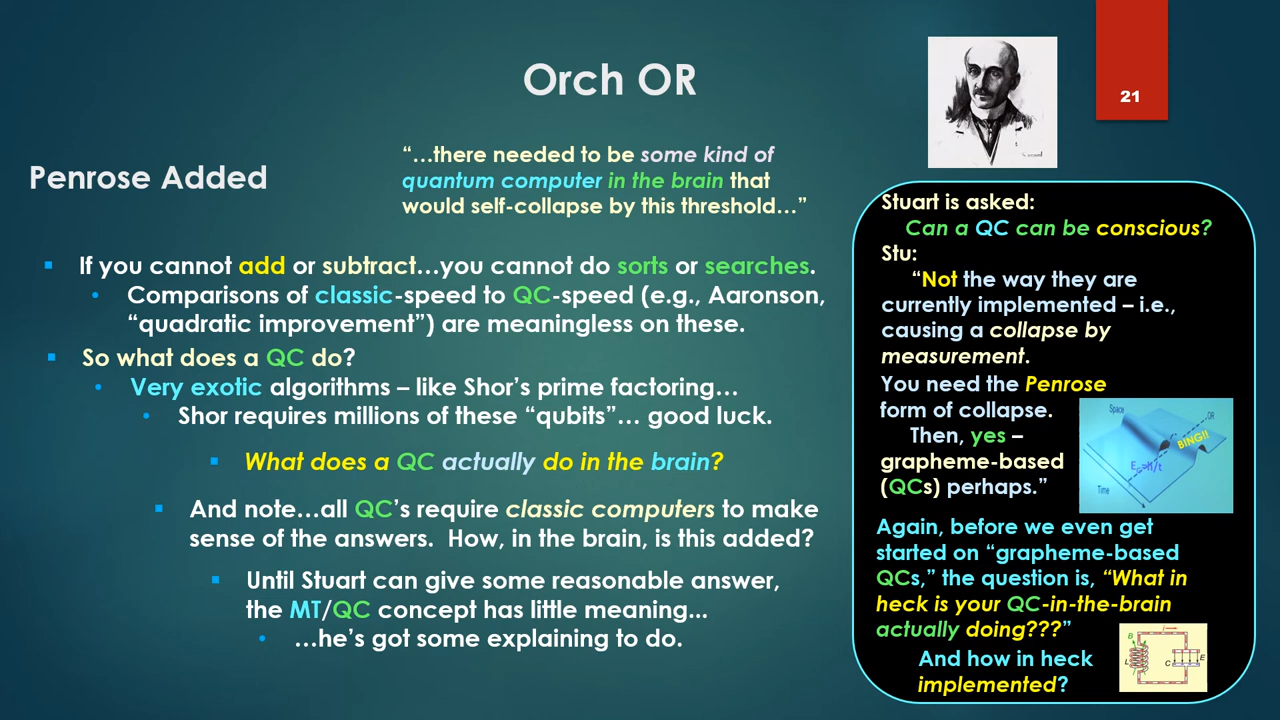 Orch OR
21
Penrose Added
“…there needed to be some kind of
quantum computer in the brain that
would self-collapse by this threshold…”
If you cannot add or subtract…you cannot do sorts or searches.
Comparisons of classic-speed to QC-speed (e.g., Aaronson,
“quadratic improvement”) are meaningless on these.
So what does a QC do?
Very exotic algorithms – like Shor’s prime factoring…
Shor requires millions of these “qubits”… good luck.
What does a QC actually do in the brain?
And note…all QC’s require classic computers to make
sense of the answers. How, in the brain, is this added?
Until Stuart can give some reasonable answer,
the MT/QC concept has little meaning...
…he’s got some explaining to do.
Stuart is asked:
Can a QC can be conscious?
Stu:
“Not the way they are
currently implemented – i.e.,
causing a collapse by
measurement.
You need the Penrose
form of collapse.
Then, yes –
grapheme-based
(QCs) perhaps.”
Space
OR
BING!!
Time
Again, before we even get
started on “grapheme-based
QCs,” the question is, “What in
heck is your QC-in-the-brain
actually doing???”
And how in heck
implemented?
i
B
L
C
E